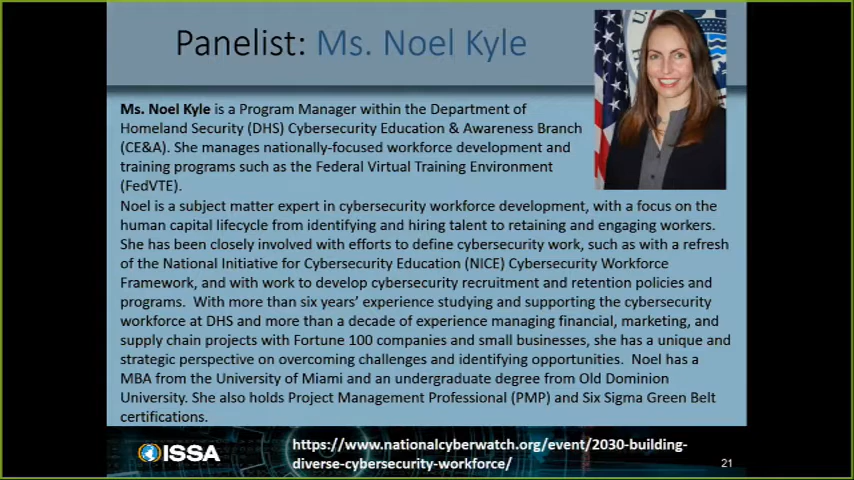 Panelist: Ms. Noel Kyle
Ms. Noel Kyle is a Program Manager within the Department of
Homeland Security (DHS) Cybersecurity Education & Awareness Branch
(CE&A). She manages nationally-focused workforce development and
training programs such as the Federal Virtual Training Environment
(FedVTE).
Noel is a subject matter expert in cybersecurity workforce development, with a focus on the
human capital lifecycle from identifying and hiring talent to retaining and engaging workers.
She has been closely involved with efforts to define cybersecurity work, such as with a refresh
of the National Initiative for Cybersecurity Education (NICE) Cybersecurity Workforce
Framework, and with work to develop cybersecurity recruitment and retention policies and
programs. With more than six years’ experience studying and supporting the cybersecurity
workforce at DHS and more than a decade of experience managing financial, marketing, and
supply chain projects with Fortune 100 companies and small businesses, she has a unique and
strategic perspective on overcoming challenges and identifying opportunities. Noel has a
MBA from the University of Miami and an undergraduate degree from Old Dominion
University. She also holds Project Management Professional (PMP) and Six Sigma Green Belt
certifications.
ISSA
https://www.nationalcyberwatch.org/event/2030-building-
diverse-cybersecurity-workforce/
21